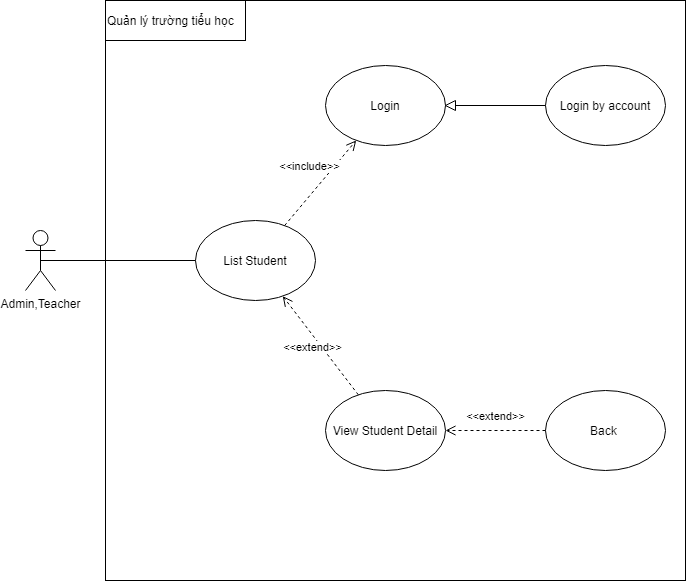 Quản lý trường tiểu học
Login
Login by account
<<include>>
List Student
Admin,Teacher
<<extend>>
View Student Detail
<<extend>>
Back